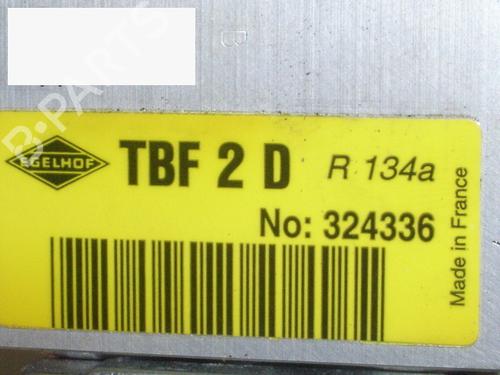 B
B-PARTS
EGELHOF
TBF 2 D
R 134a
No: 324336
Made in France